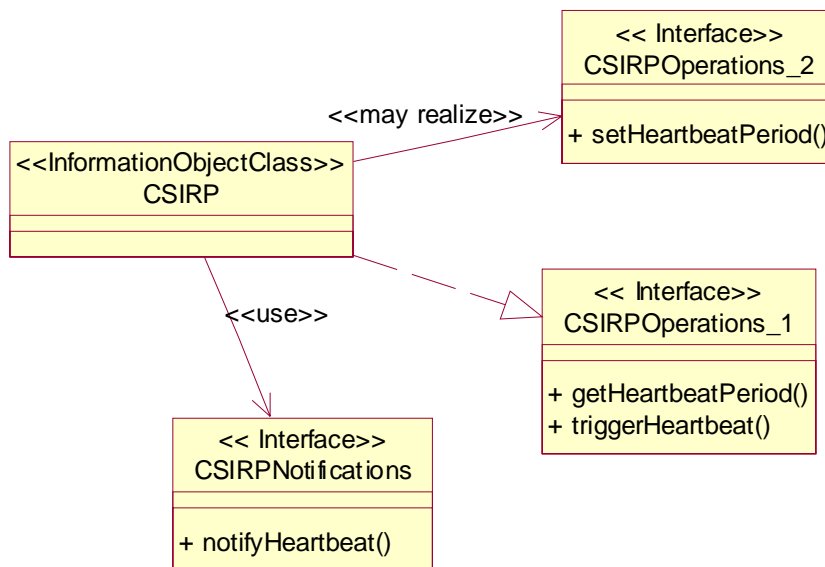 << Interface>>
CSIRPOperations_2
+ setHeartbeatPeriod()
<<may realize>>
<<InformationObjectClass>>
CSIRP
<< Interface>>
CSIRPOperations_1
+ getHeartbeatPeriod()
+ triggerHeartbeat()
<<use>>
<< Interface>>
CSIRPNotifications
+ notifyHeartbeat()